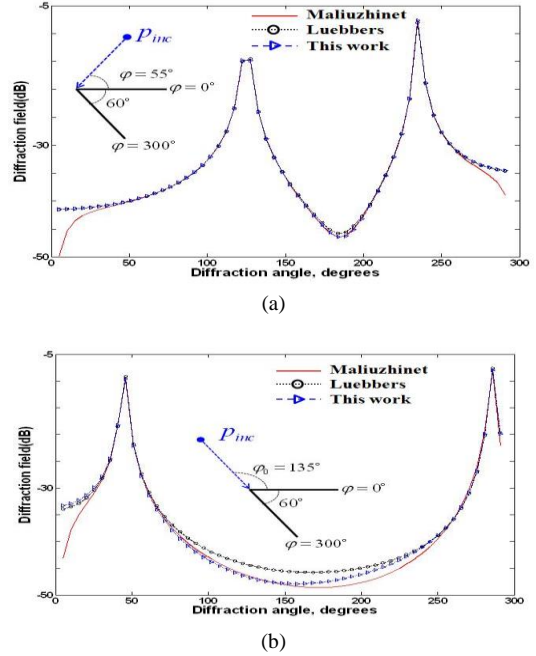 -5
Maliuzhinet
Luebbers
This work
p_inc
φ = 55°
φ = 0°
60°
φ = 300°
Diffraction field(dB)
-30
-50
50
100
150
200
250
300
Diffraction angle, degrees
(a)
-5
Maliuzhinet
Luebbers
This work
p_inc
φ₀ = 135°
φ = 0°
60°
φ = 300°
Diffraction field(dB)
-30
-50
0
50
100
150
200
250
300
Diffraction angle, degrees
(b)